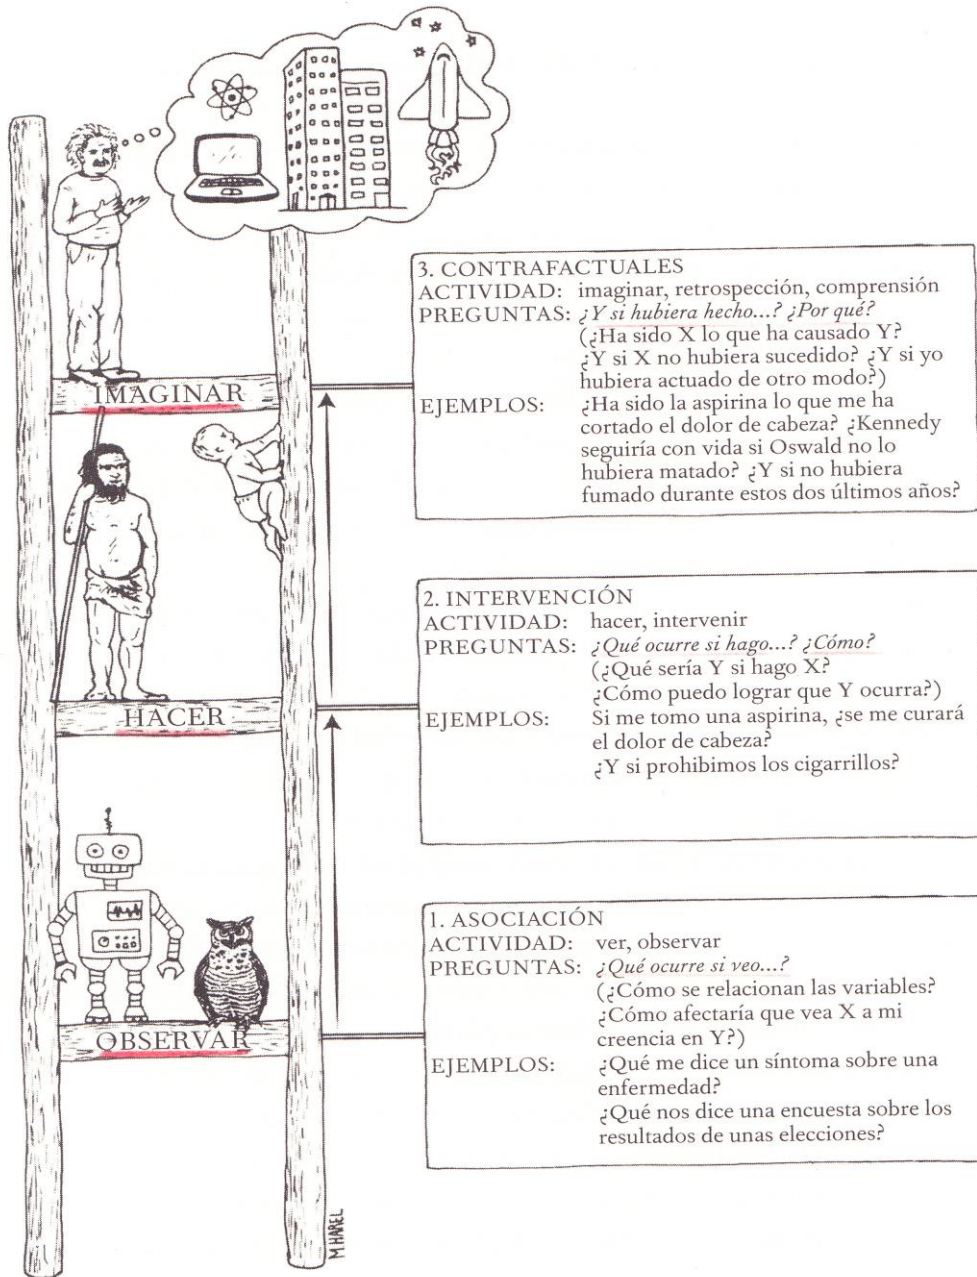 3. CONTRAFACTUALES
ACTIVIDAD: imaginar, retrospección, comprensión
PREGUNTAS: ¿Y si hubiera hecho...? ¿Por qué?
(¿Ha sido X lo que ha causado Y?
¿Y si X no hubiera sucedido? ¿Y si yo
hubiera actuado de otro modo?)
EJEMPLOS: ¿Ha sido la aspirina lo que me ha
cortado el dolor de cabeza? ¿Kennedy
seguiría con vida si Oswald no lo
hubiera matado? ¿Y si no hubiera
fumado durante estos dos últimos años?
IMAGINAR
2. INTERVENCIÓN
ACTIVIDAD: hacer, intervenir
PREGUNTAS: ¿Qué ocurre si hago...? ¿Cómo?
(¿Qué sería Y si hago X?
¿Cómo puedo lograr que Y ocurra?)
EJEMPLOS: Si me tomo una aspirina, ¿se me curará
el dolor de cabeza?
¿Y si prohibimos los cigarrillos?
HACER
1. ASOCIACIÓN
ACTIVIDAD: ver, observar
PREGUNTAS: ¿Qué ocurre si veo...?
(¿Cómo se relacionan las variables?
¿Cómo afectaría que vea X a mi
creencia en Y?)
EJEMPLOS: ¿Qué me dice un síntoma sobre una
enfermedad?
¿Qué nos dice una encuesta sobre los
resultados de unas elecciones?
OBSERVAR
M HAREL